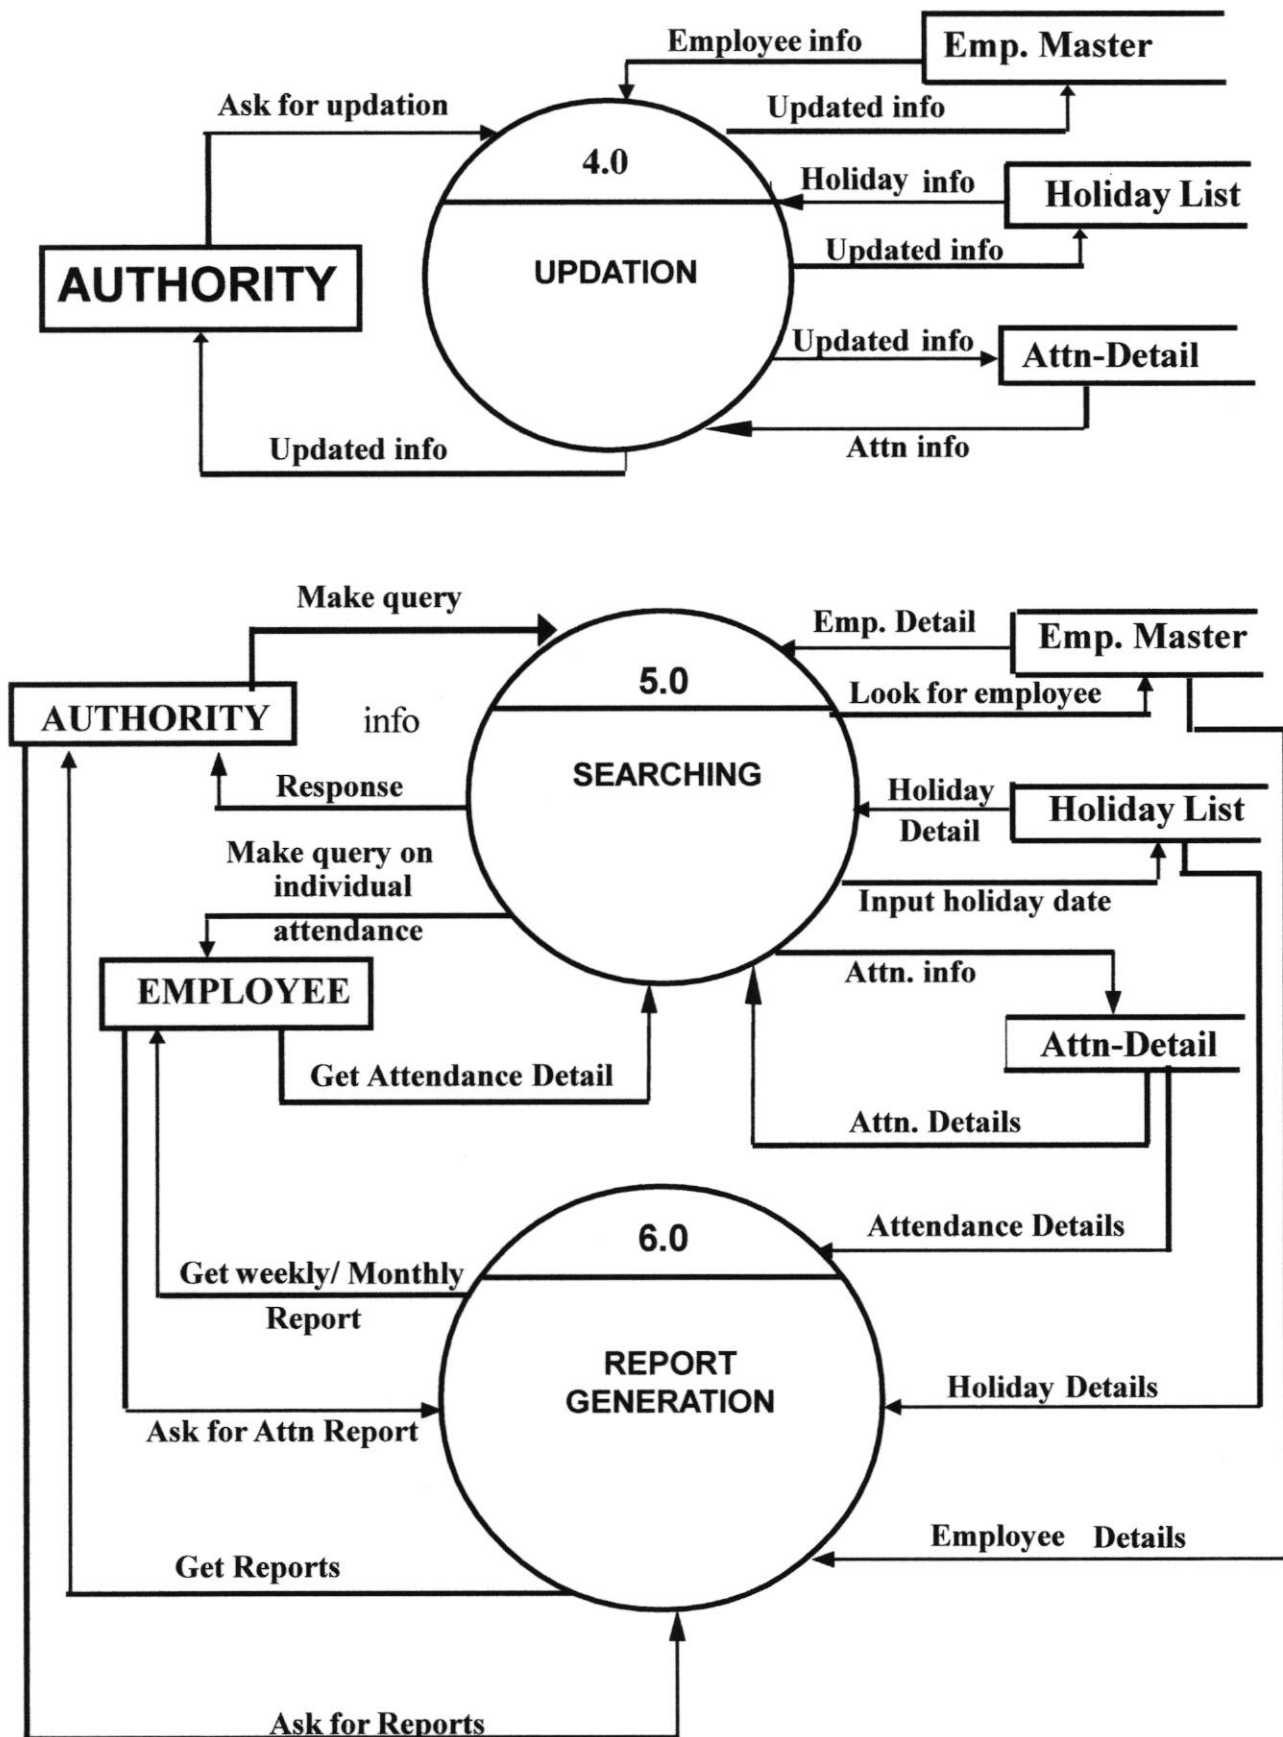 Employee info
Emp. Master
Ask for updation
Updated info
4.0
Holiday info
Holiday List
UPDATION
Updated info
AUTHORITY
Updated info
Attn-Detail
Updated info
Attn info
Make query
Emp. Detail
Emp. Master
5.0
Look for employee
AUTHORITY
info
SEARCHING
Response
Holiday
Detail
Holiday List
Make query on
individual
attendance
Input holiday date
Attn. info
EMPLOYEE
Attn-Detail
Get Attendance Detail
Attn. Details
6.0
Attendance Details
Get weekly/ Monthly
Report
REPORT
GENERATION
Holiday Details
Ask for Attn Report
Employee Details
Get Reports
Ask for Reports